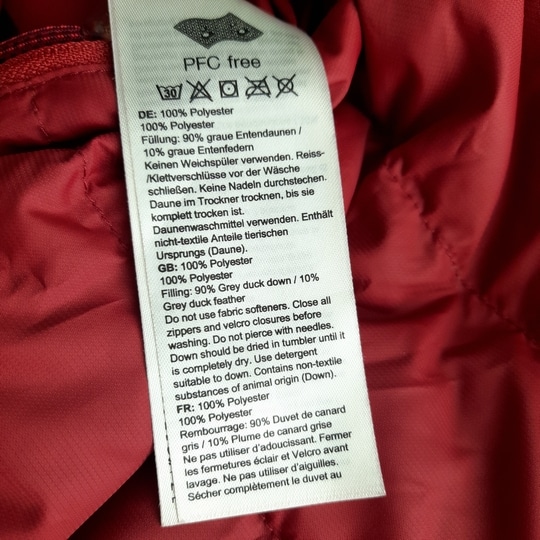 PFC free
30
DE: 100% Polyester
100% Polyester
Füllung: 90% graue Entendaunen /
10% graue Entenfedern
Keinen Weichspüler verwenden. Reiss-
/Klettverschlüsse vor der Wäsche
schließen. Keine Nadeln durchstechen.
Daune im Trockner trocknen, bis sie
komplett trocken ist.
Daunenwaschmittel verwenden. Enthält
nicht-textile Anteile tierischen
Ursprungs (Daune).
GB: 100% Polyester
100% Polyester
Filling: 90% Grey duck down / 10%
Grey duck feather
Do not use fabric softeners. Close all
zippers and velcro closures before
washing. Do not pierce with needles.
Down should be dried in tumbler until it
is completely dry. Use detergent
suitable to down. Contains non-textile
substances of animal origin (Down).
FR: 100% Polyester
100% Polyester
Rembourrage: 90% Duvet de canard
gris / 10% Plume de canard grise
Ne pas utiliser d'adoucissant. Fermer
les fermetures éclair et Velcro avant
lavage. Ne pas utiliser d'aiguilles.
Sécher complètement le duvet au